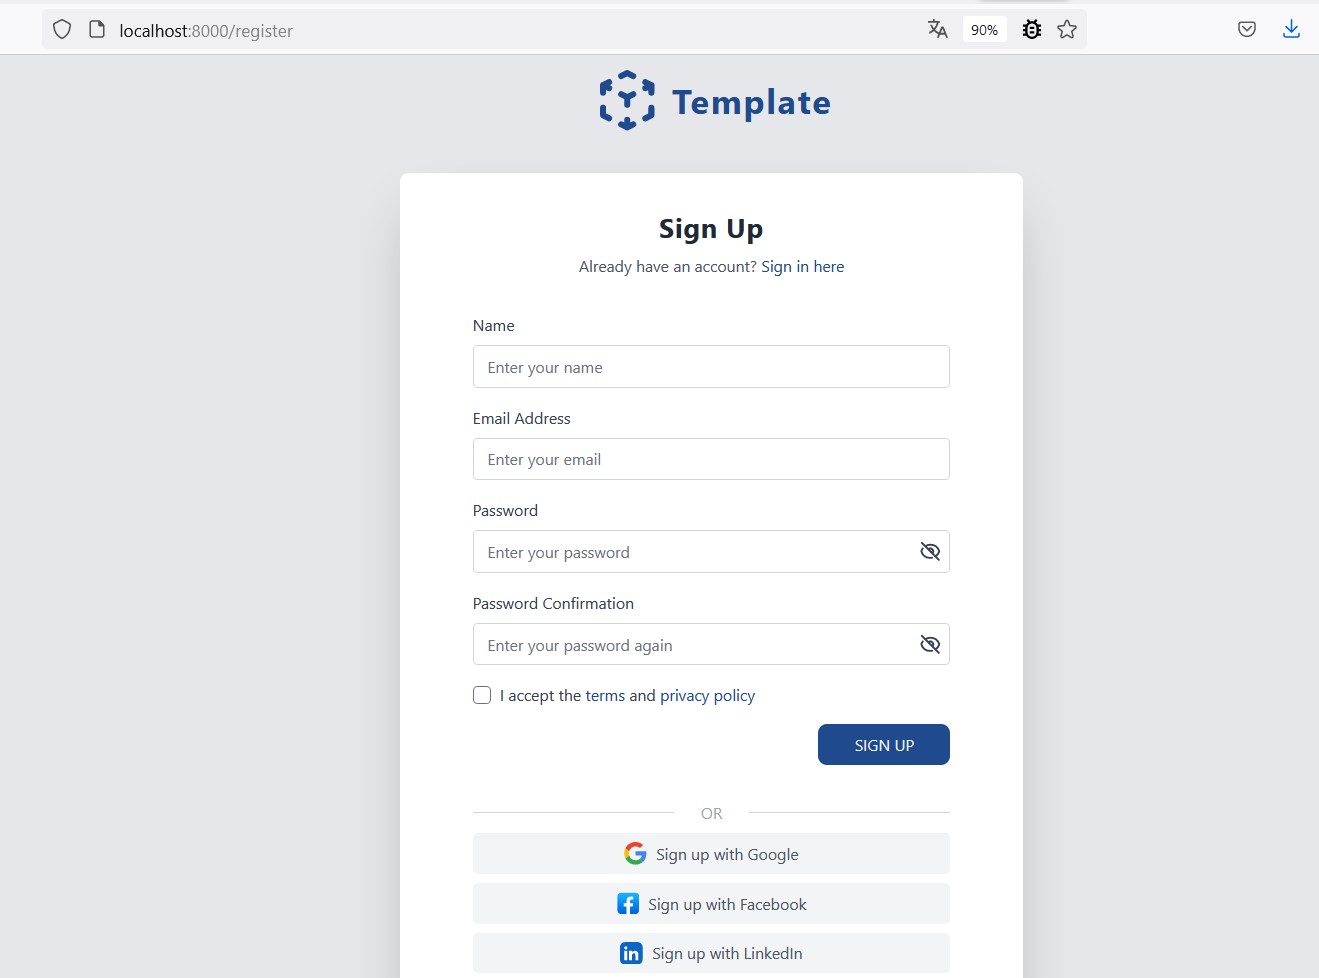 localhost:8000/register
90%
Template
Sign Up
Already have an account? Sign in here
Name
Enter your name
Email Address
Enter your email
Password
Enter your password
Password Confirmation
Enter your password again
I accept the terms and privacy policy
SIGN UP
OR
Sign up with Google
Sign up with Facebook
Sign up with LinkedIn